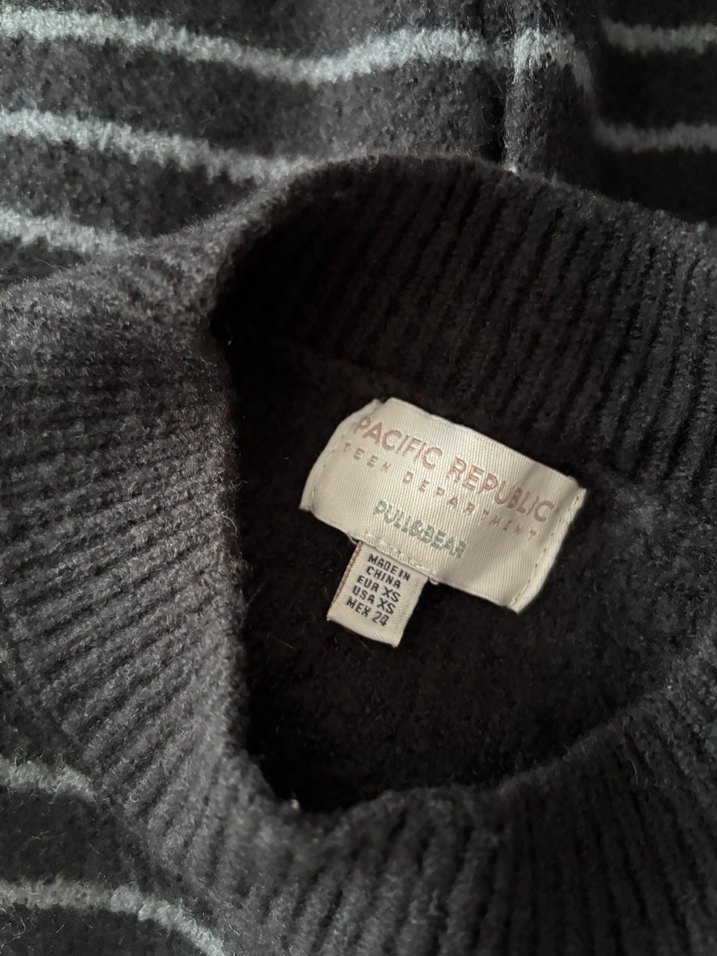 PACIFIC REPUBLIC
TEEN DEPARTMENT
PULL&BEAR
MADE IN
CHINA
EUR XS
USA XS
MEX 24